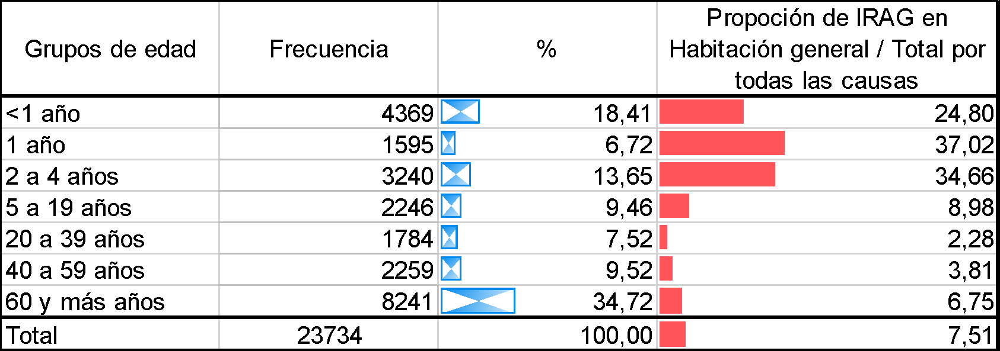 Grupos de edad Frecuencia % Propoción de IRAG en
Habitación general / Total por
todas las causas
<1 año 4369 18,41 24,80
1 año 1595 6,72 37,02
2 a 4 años 3240 13,65 34,66
5 a 19 años 2246 9,46 8,98
20 a 39 años 1784 7,52 2,28
40 a 59 años 2259 9,52 3,81
60 y más años 8241 34,72 6,75
Total 23734 100,00 7,51